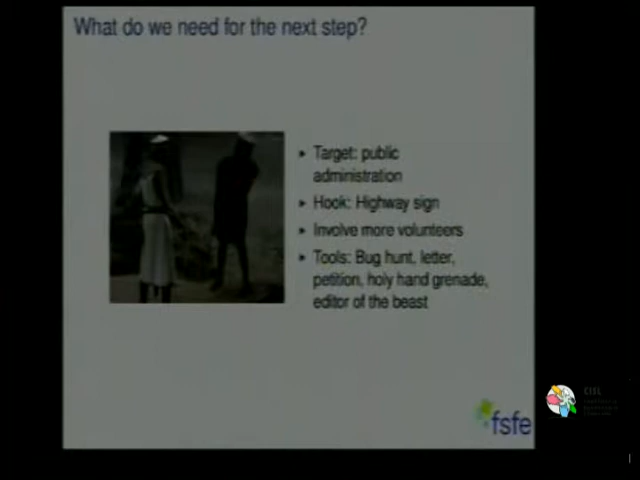 What do we need for the next step?
▸ Target: public
administration
▸ Hook: Highway sign
▸ Involve more volunteers
▸ Tools: Bug hunt, letter,
petition, holy hand grenade,
editor of the beast
fsfe